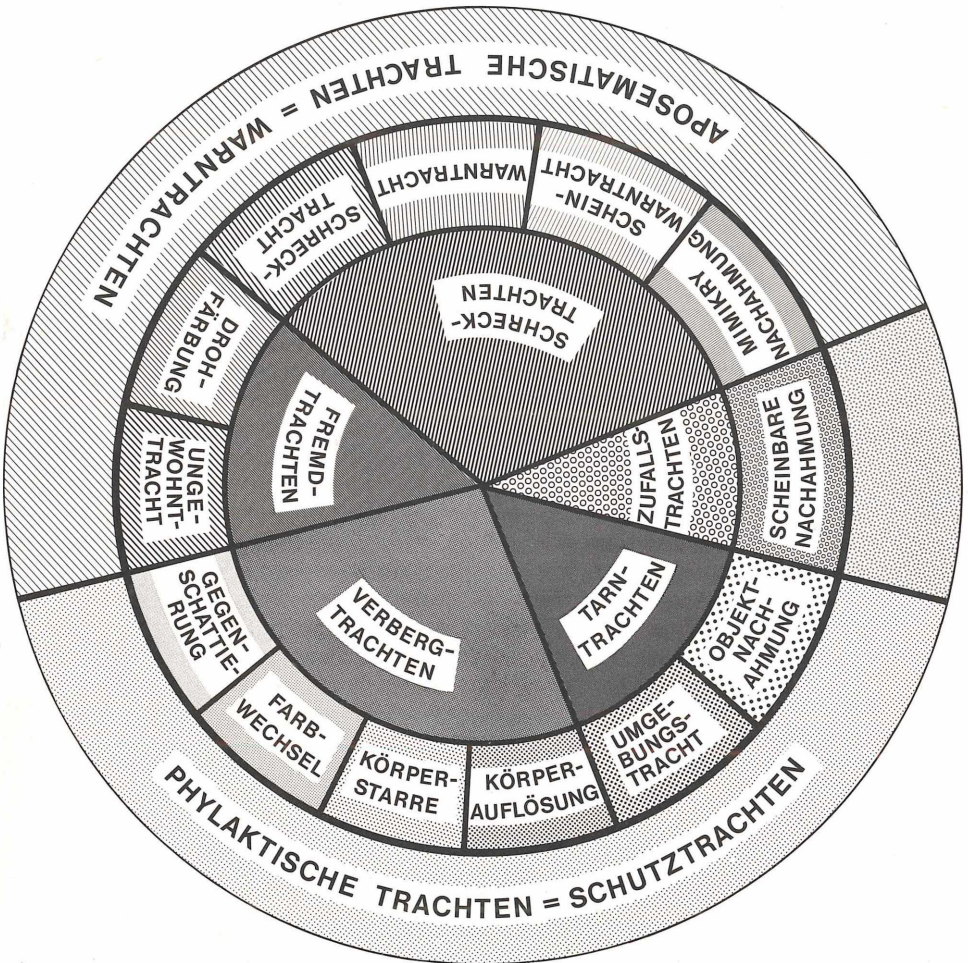 APOSEMATISCHE TRACHTEN = WARNTRACHTEN
UNGE-
WOHNT-
TRACHT
DROH-
FÄRBUNG
SCHRECK-
TRACHT
WARNTRACHT
SCHEIN-
WARNTRACHT
MIMIKRY
NACHAHMUNG
SCHEINBARE
NACHAHMUNG
SCHRECK-
TRACHTEN
FREMD-
TRACHTEN
ZUFALLS-
TRACHTEN
VERBERG-
TRACHTEN
TARN-
TRACHTEN
GEGEN-
SCHATTIE-
RUNG
FARB-
WECHSEL
KÖRPER-
STARRE
KÖRPER-
AUFLÖSUNG
UMGE-
BUNGS-
TRACHT
OBJEKT-
NACH-
AHMUNG
PHYLAKTISCHE TRACHTEN = SCHUTZTRACHTEN